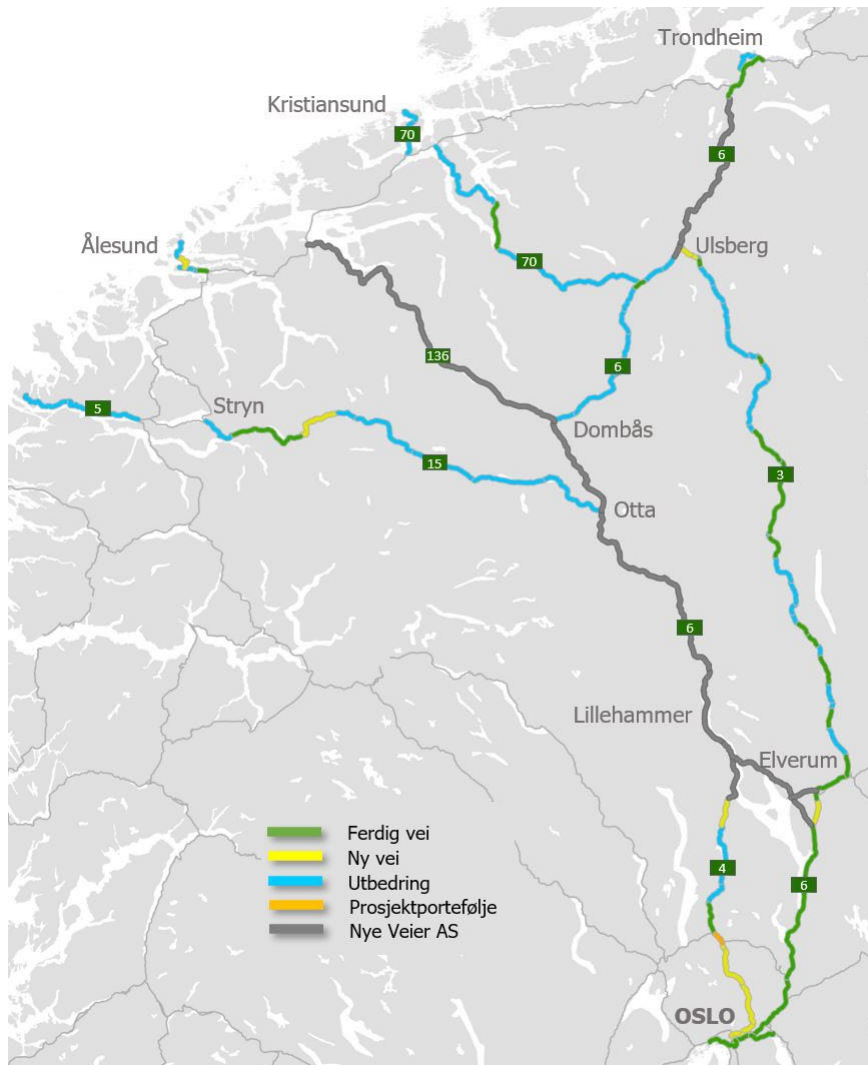 Trondheim
Kristiansund
70
6
Ålesund
Ulsberg
70
136
6
5
Stryn
Dombås
15
3
Otta
6
Lillehammer
Elverum
Ferdig vei
Ny vei
Utbedring
Prosjektportefølje
Nye Veier AS
4
6
OSLO